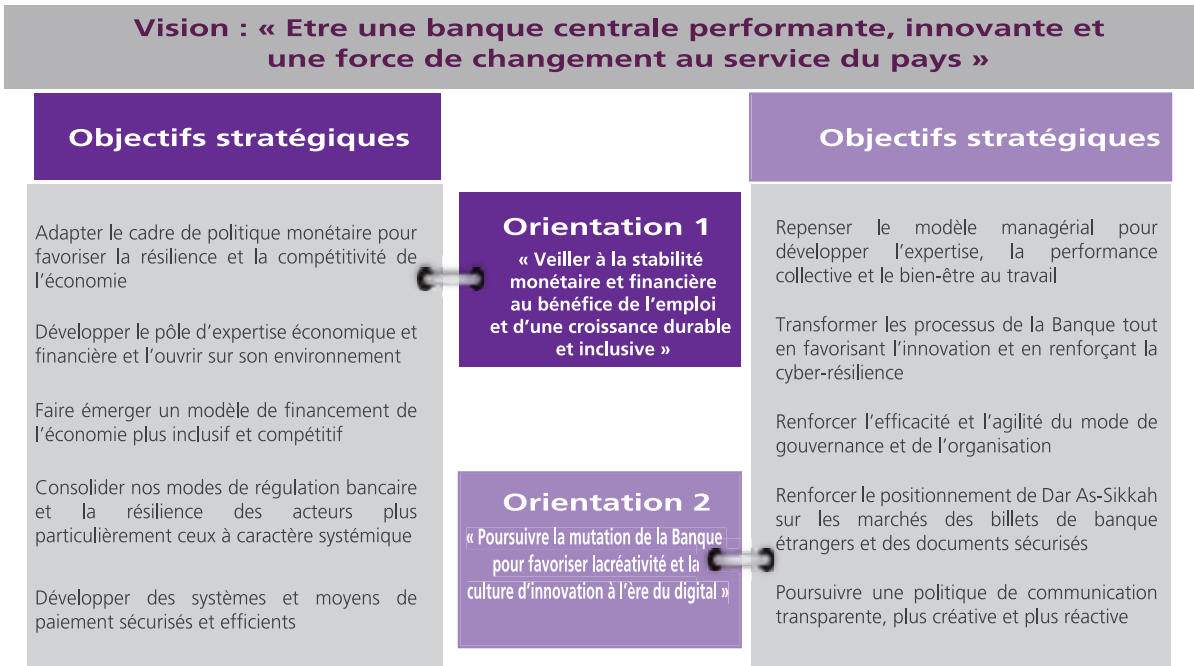 Vision : « Etre une banque centrale performante, innovante et
une force de changement au service du pays »
Objectifs stratégiques
Adapter le cadre de politique monétaire pour
favoriser la résilience et la compétitivité de
l’économie
Développer le pôle d’expertise économique et
financière et l’ouvrir sur son environnement
Faire émerger un modèle de financement de
l’économie plus inclusif et compétitif
Consolider nos modes de régulation bancaire
et la résilience des acteurs plus
particulièrement ceux à caractère systémique
Développer des systèmes et moyens de
paiement sécurisés et efficients
Orientation 1
« Veiller à la stabilité
monétaire et financière
au bénéfice de l’emploi
et d’une croissance durable
et inclusive »
Orientation 2
« Poursuivre la mutation de la Banque
pour favoriser lacréativité et la
culture d’innovation à l’ère du digital »
Objectifs stratégiques
Repenser le modèle managérial pour
développer l’expertise, la performance
collective et le bien-être au travail
Transformer les processus de la Banque tout
en favorisant l’innovation et en renforçant la
cyber-résilience
Renforcer l’efficacité et l’agilité du mode de
gouvernance et de l’organisation
Renforcer le positionnement de Dar As-Sikkah
sur les marchés des billets de banque
étrangers et des documents sécurisés
Poursuivre une politique de communication
transparente, plus créative et plus réactive